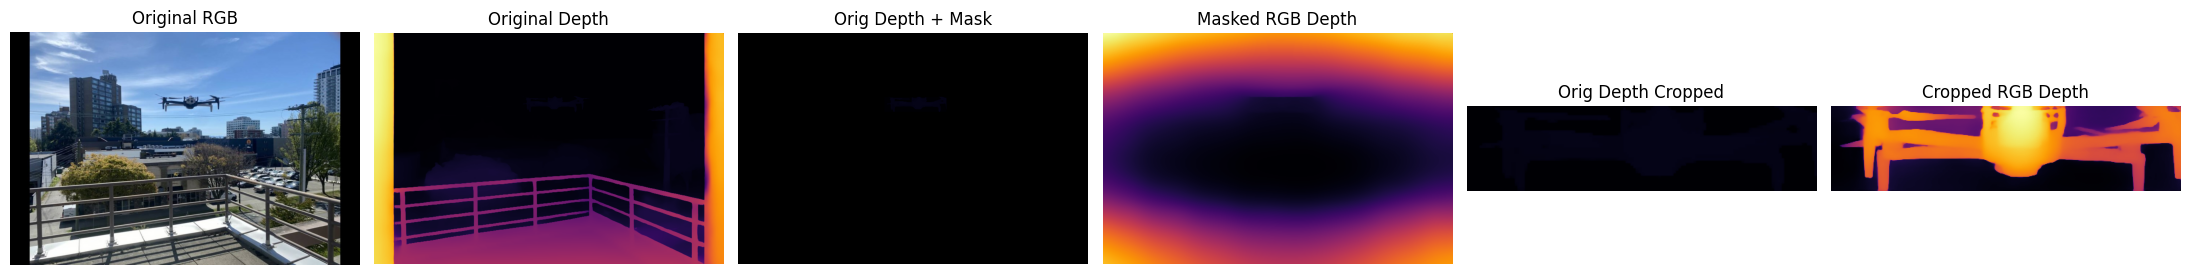 Original RGB
Original Depth
Orig Depth + Mask
Masked RGB Depth
Orig Depth Cropped
Cropped RGB Depth